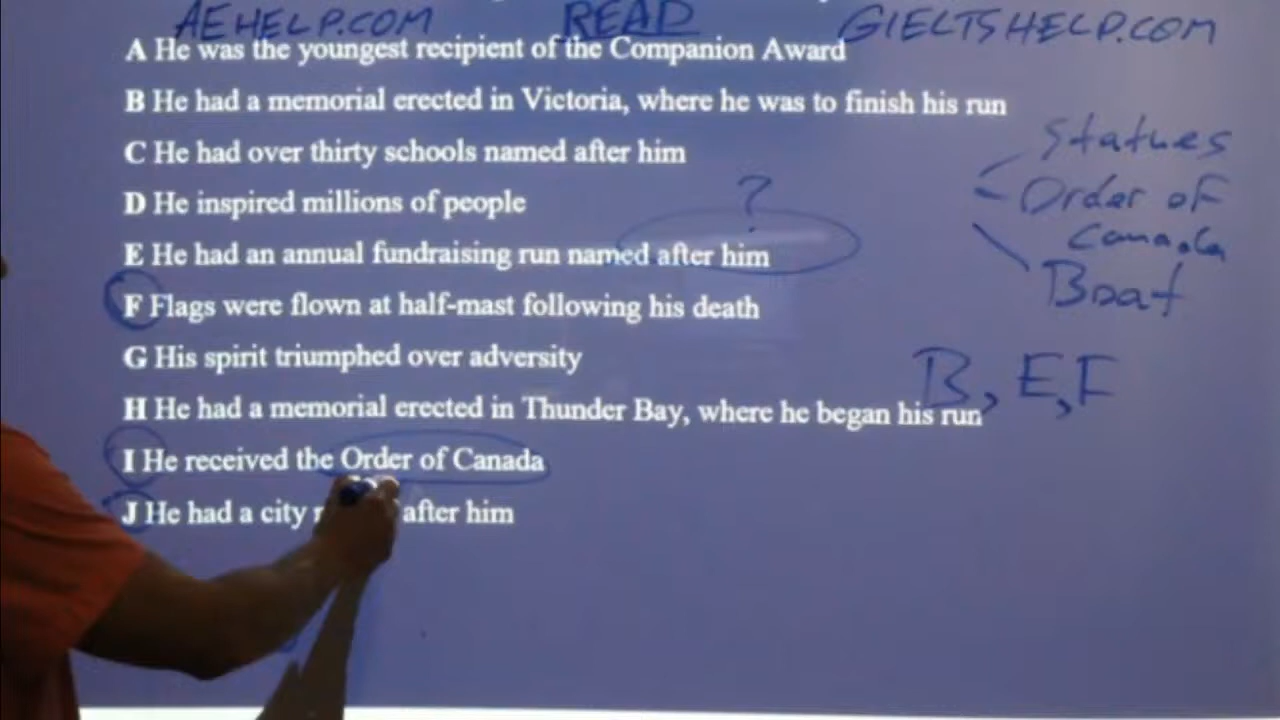 AEHELP.COM READ GIELTSHELP.COM
A He was the youngest recipient of the Companion Award
B He had a memorial erected in Victoria, where he was to finish his run
C He had over thirty schools named after him
D He inspired millions of people
E He had an annual fundraising run named after him
F Flags were flown at half-mast following his death
G His spirit triumphed over adversity
H He had a memorial erected in Thunder Bay, where he began his run
I He received the Order of Canada
J He had a city after him
?
Statues
Order of
Canada
Boat
B, E, F